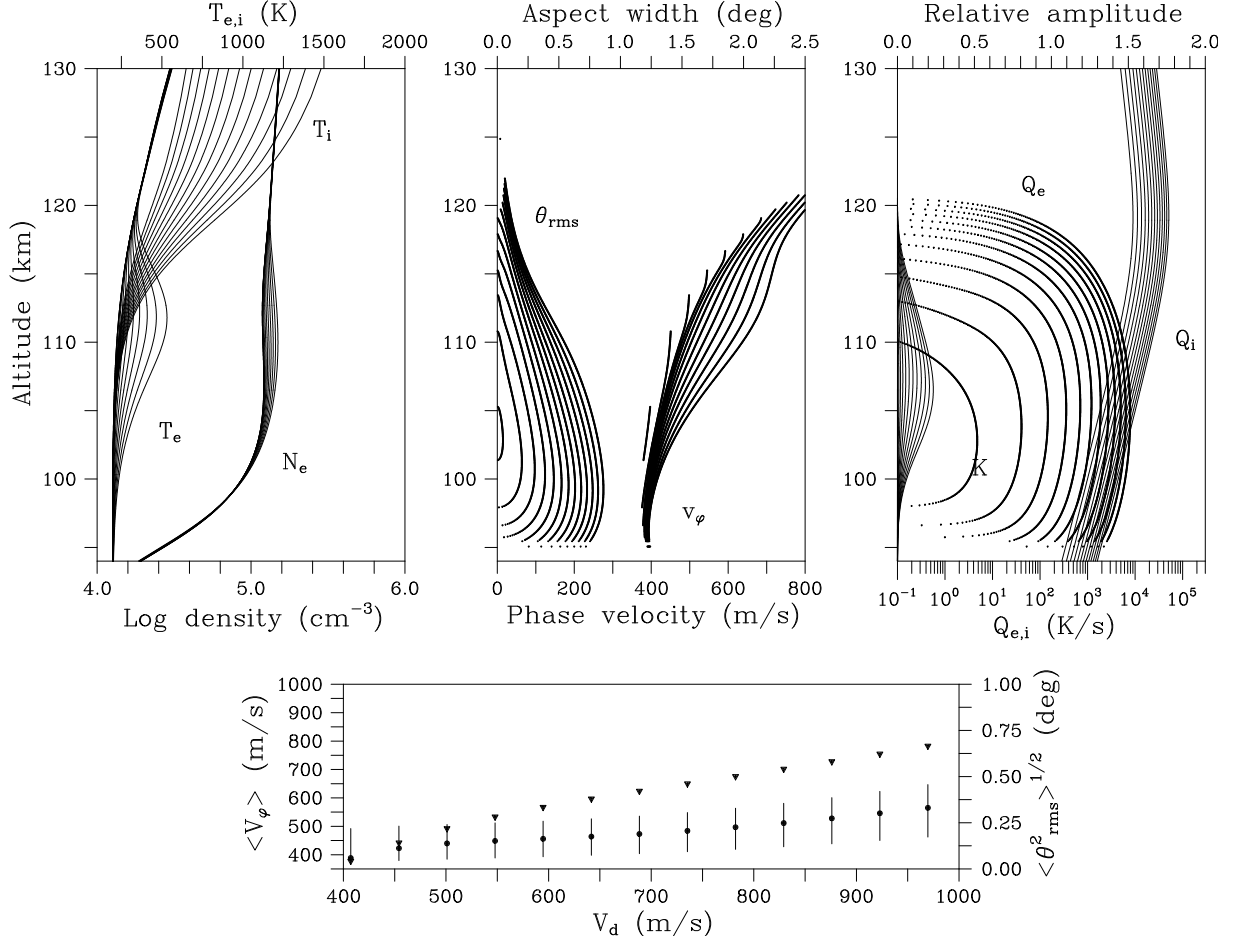 T_e,i (K)
500 1000 1500 2000
130
120
110
100
Altitude (km)
T_i
T_e
N_e
4.0 5.0 6.0
Log density (cm^−3)
Aspect width (deg)
0.0 0.5 1.0 1.5 2.0 2.5
130
120
110
100
θ_rms
v_φ
0 200 400 600 800
Phase velocity (m/s)
Relative amplitude
0.0 0.5 1.0 1.5 2.0
130
120
110
100
Q_e
Q_i
K
10^−1 10^0 10^1 10^2 10^3 10^4 10^5
Q_e,i (K/s)
<V_φ> (m/s)
1000
900
800
700
600
500
400
1.00
0.75
0.50
0.25
0.00
<θ^2_rms>^1/2 (deg)
400 500 600 700 800 900 1000
V_d (m/s)